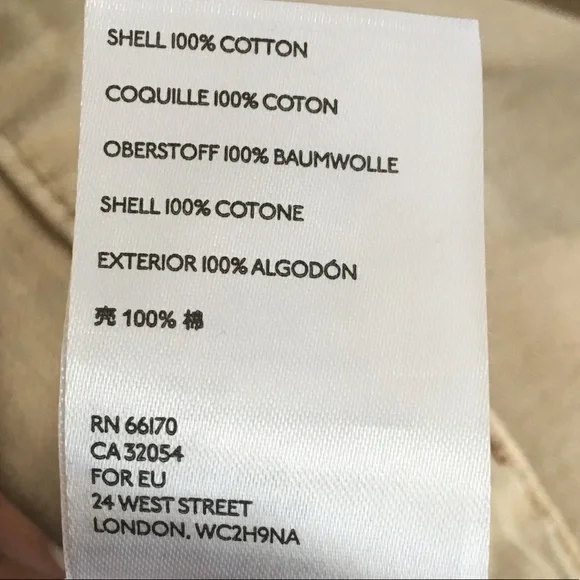 SHELL 100% COTTON
COQUILLE 100% COTON
OBERSTOFF 100% BAUMWOLLE
SHELL 100% COTONE
EXTERIOR 100% ALGODÓN
壳 100% 棉
RN 66170
CA 32054
FOR EU
24 WEST STREET
LONDON, WC2H9NA